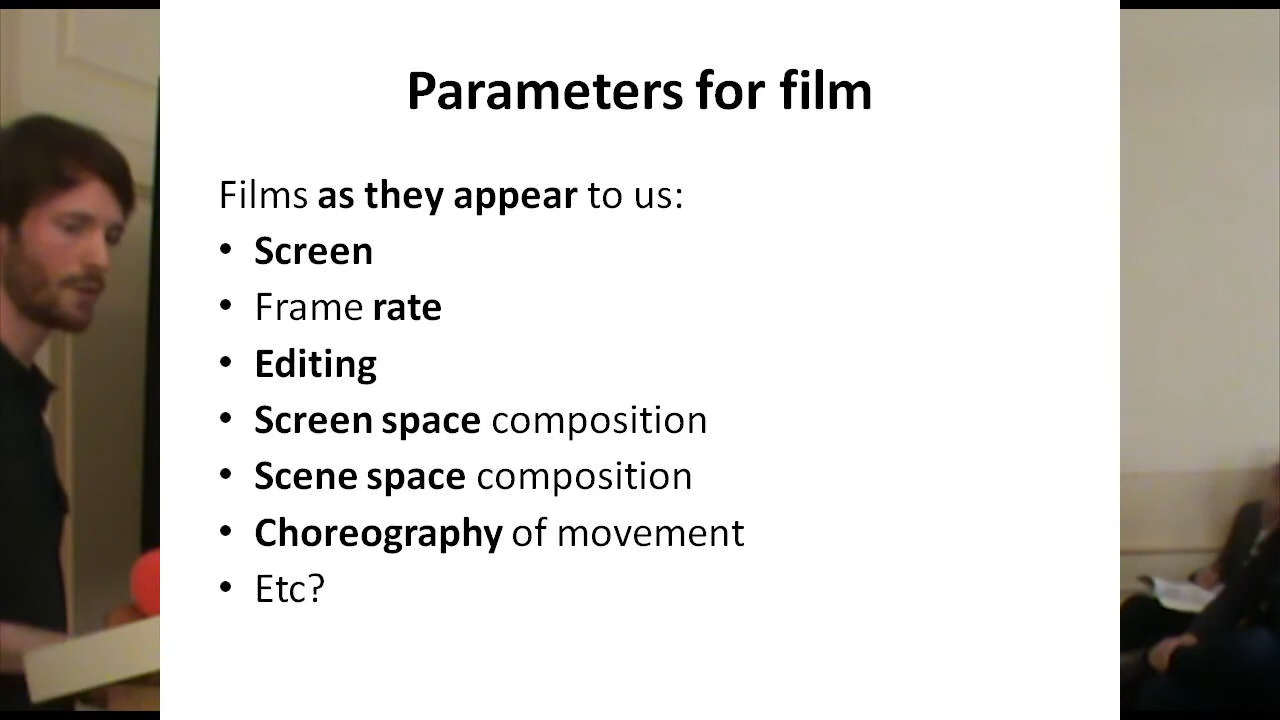 Parameters for film
Films as they appear to us:
• Screen
• Frame rate
• Editing
• Screen space composition
• Scene space composition
• Choreography of movement
• Etc?